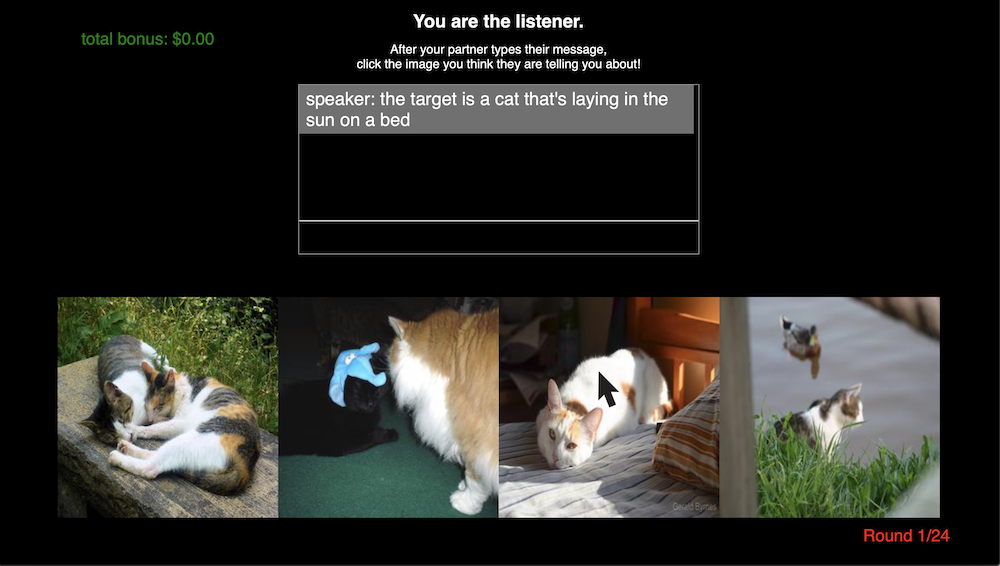 You are the listener.
total bonus: $0.00
After your partner types their message,
click the image you think they are telling you about!
speaker: the target is a cat that's laying in the
sun on a bed
Gerard Byrnes
Round 1/24